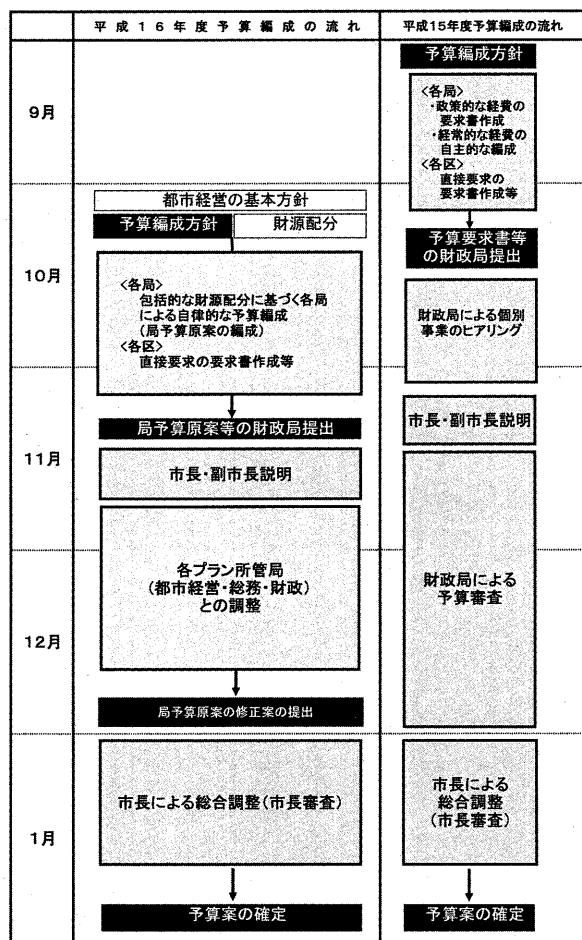 平成16年度予算編成の流れ
平成15年度予算編成の流れ
9月
10月
11月
12月
1月
都市経営の基本方針
予算編成方針
財源配分
<各局>
包括的な財源配分に基づく各局
による自律的な予算編成
(局予算原案の編成)
<各区>
直接要求の要求書作成等
局予算原案等の財政局提出
市長・副市長説明
各プラン所管局
(都市経営・総務・財政)
との調整
局予算原案の修正案の提出
市長による総合調整(市長審査)
予算案の確定
予算編成方針
<各局>
・政策的な経費の
要求書作成
・経常的な経費の
自主的な編成
<各区>
直接要求の
要求書作成等
予算要求書等
の財政局提出
財政局による個別
事業のヒアリング
市長・副市長説明
財政局による
予算審査
市長による
総合調整
(市長審査)
予算案の確定